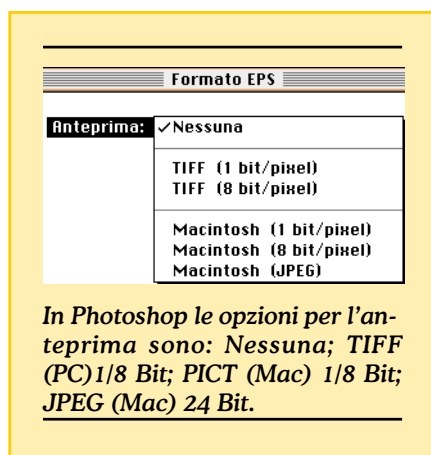 Formato EPS
Anteprima: ✓Nessuna
TIFF (1 bit/pixel)
TIFF (8 bit/pixel)
Macintosh (1 bit/pixel)
Macintosh (8 bit/pixel)
Macintosh (JPEG)
In Photoshop le opzioni per l'an-
teprima sono: Nessuna; TIFF
(PC)1/8 Bit; PICT (Mac) 1/8 Bit;
JPEG (Mac) 24 Bit.